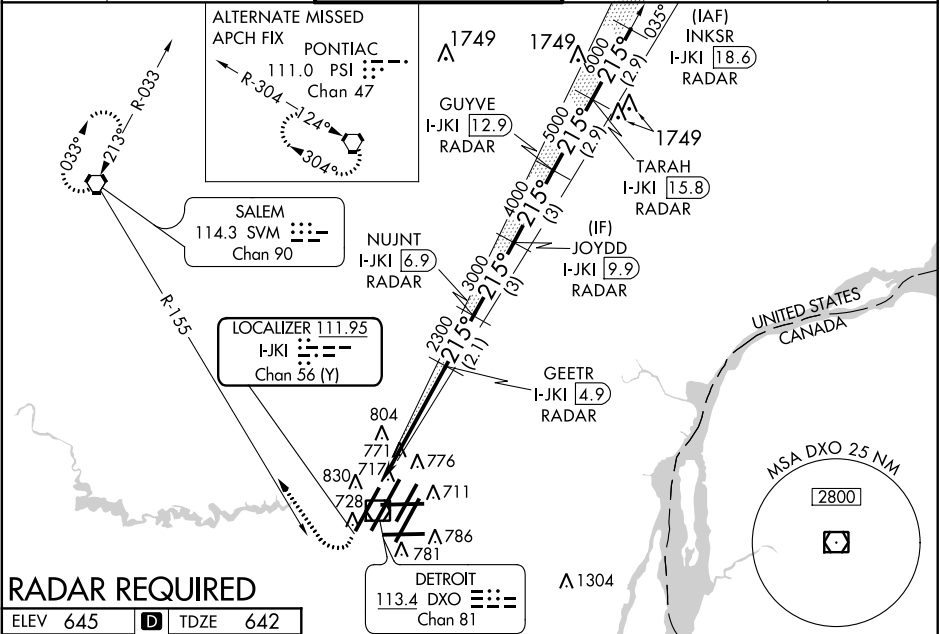 ALTERNATE MISSED
APCH FIX
PONTIAC
111.0 PSI
Chan 47
R-304
124°
304°
1749
1749
6000
215°
035°
(2.9)
(IAF)
INKSR
I-JKI 18.6
RADAR
R-033
033°
213°
GUYVE
I-JKI 12.9
RADAR
5000
215°
(2.9)
1749
TARAH
I-JKI 15.8
RADAR
SALEM
114.3 SVM
Chan 90
4000
215°
(3)
NUJNT
I-JKI 6.9
RADAR
(IF)
JOYDD
I-JKI 9.9
RADAR
3000
215°
(3)
R-155
LOCALIZER 111.95
I-JKI
Chan 56 (Y)
2300
215°
(2.1)
UNITED STATES
CANADA
GEETR
I-JKI 4.9
RADAR
804
771
776
830
717
728
711
786
781
MSA DXO 25 NM
2800
DETROIT
113.4 DXO
Chan 81
1304
RADAR REQUIRED
ELEV 645 D TDZE 642